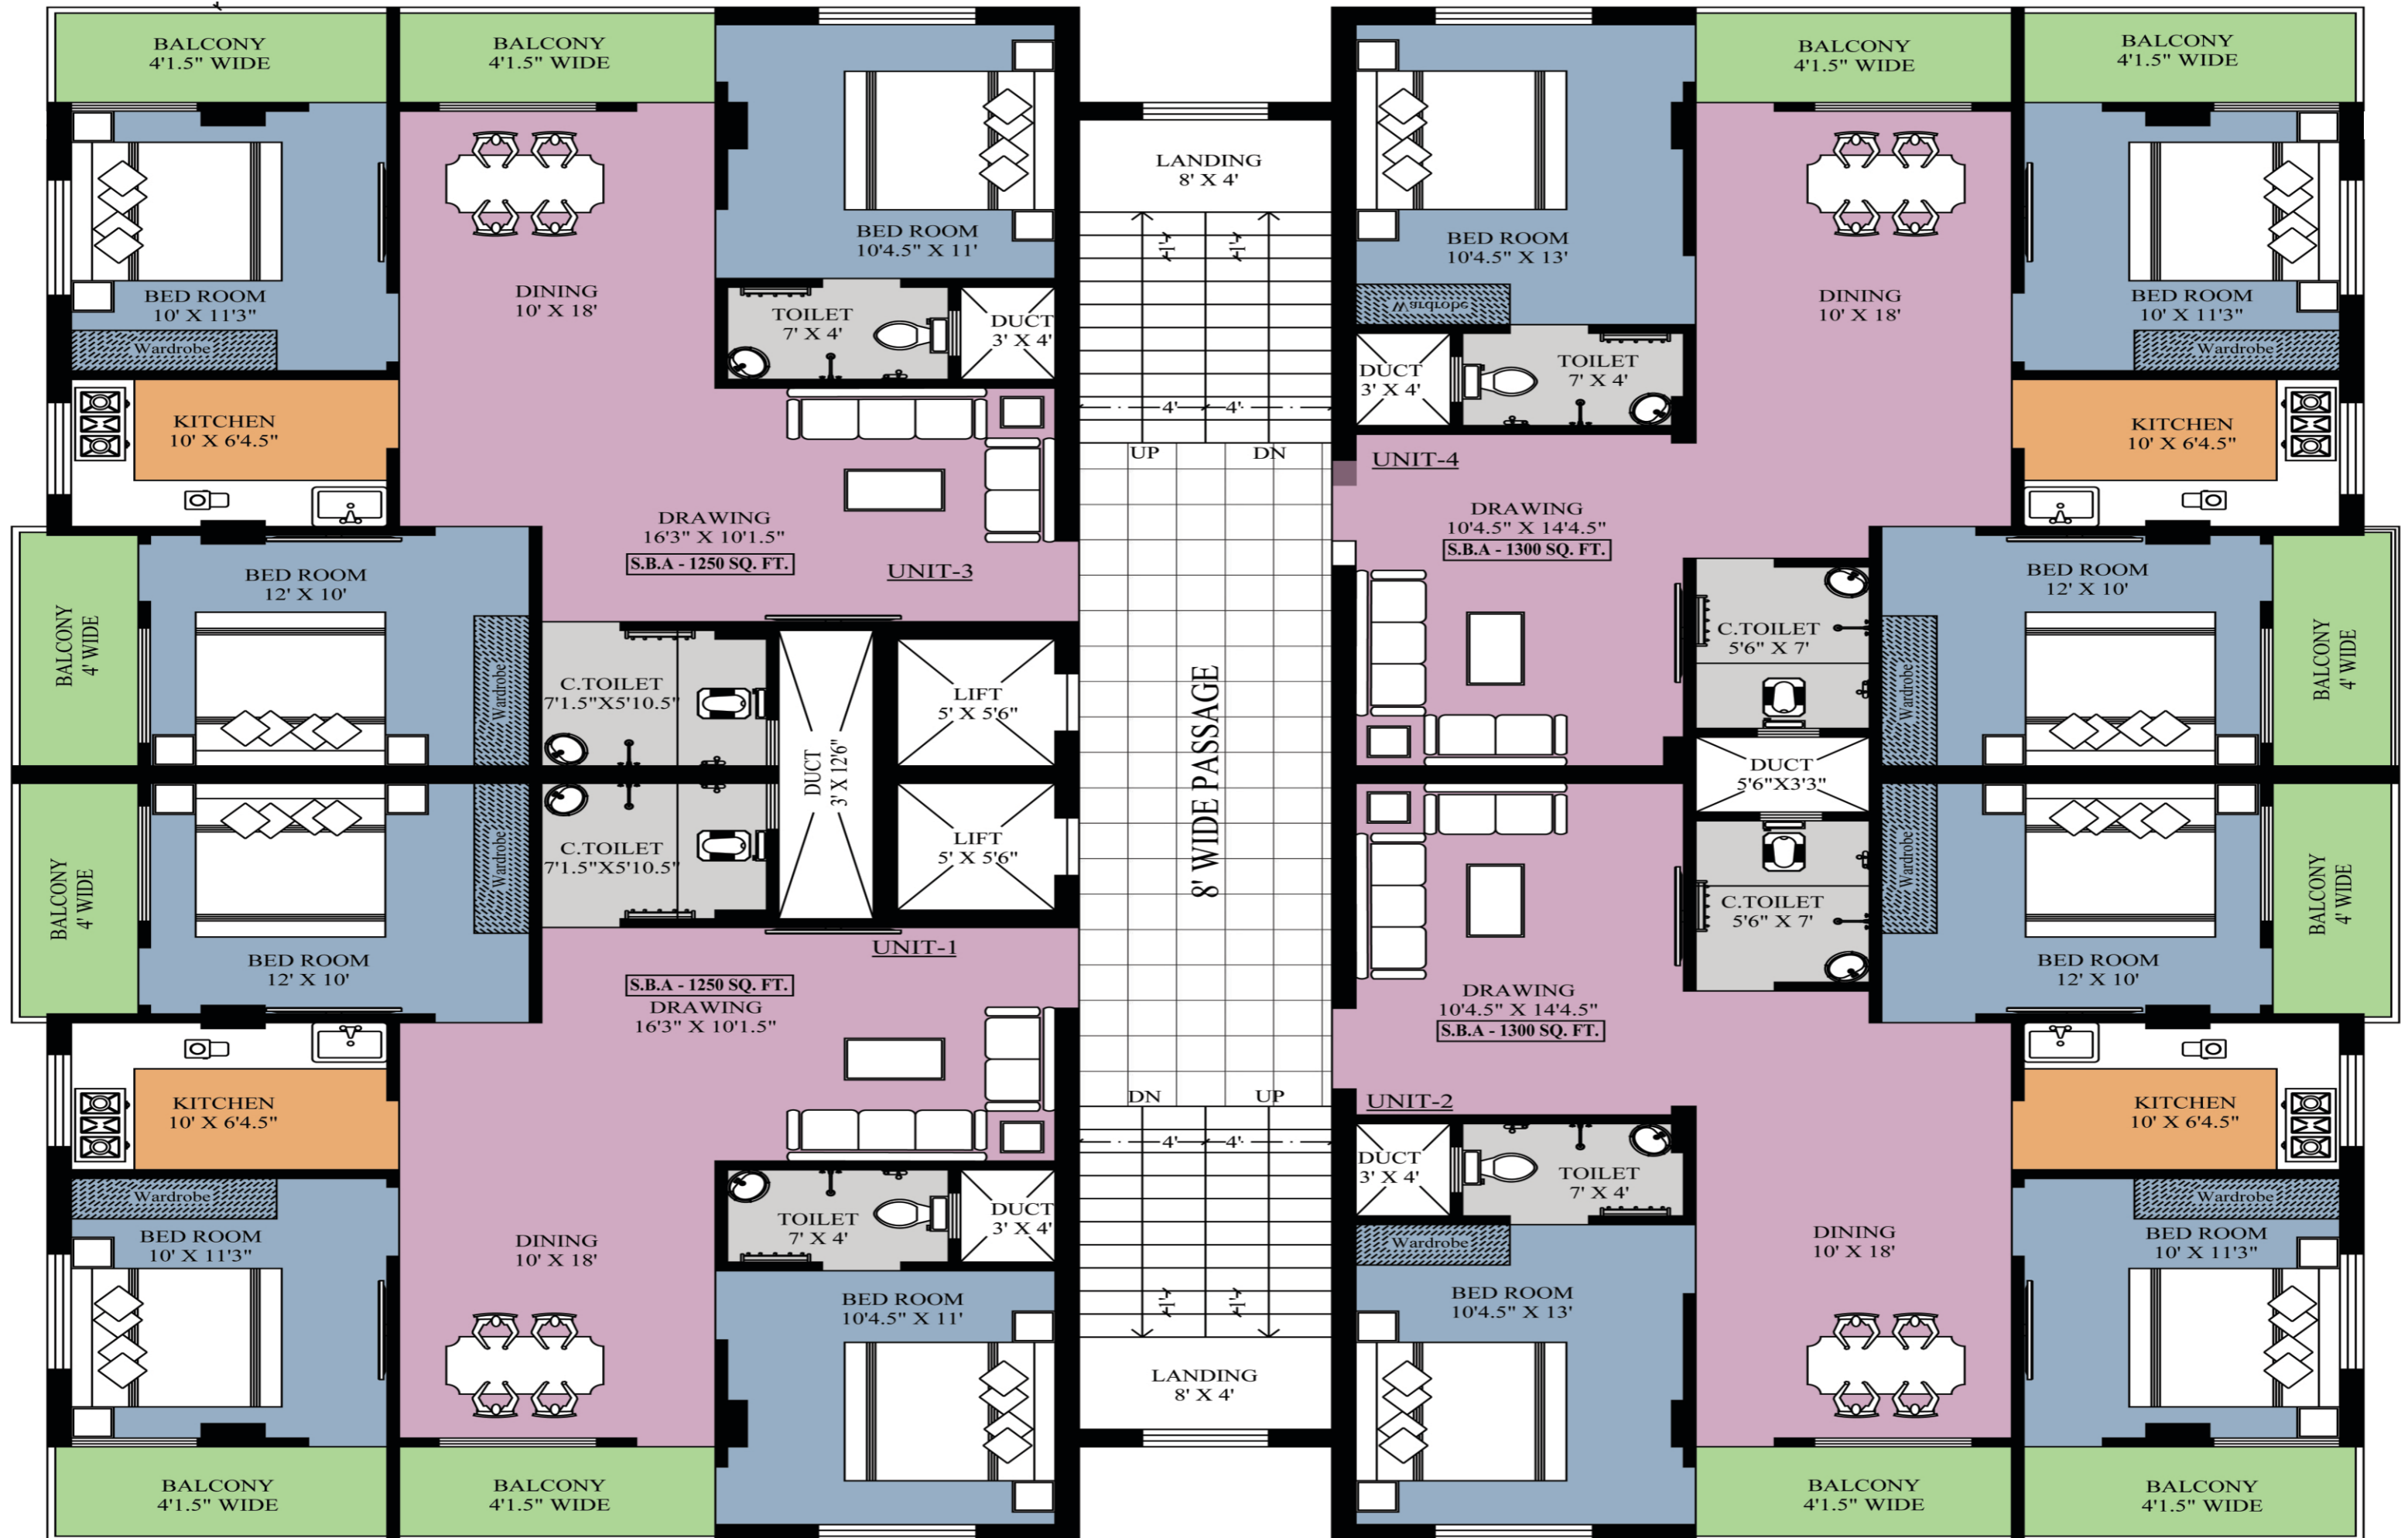 BALCONY
4'1.5" WIDE
BALCONY
4'1.5" WIDE
BALCONY
4'1.5" WIDE
BALCONY
4'1.5" WIDE
LANDING
8' X 4'
BED ROOM
10'4.5" X 11'
1'
1'
BED ROOM
10'4.5" X 13'
BED ROOM
10' X 11'3"
DINING
10' X 18'
DINING
10' X 18'
BED ROOM
10' X 11'3"
Wardrobe
TOILET
7' X 4'
DUCT
3' X 4'
Wardrobe
Wardrobe
DUCT
3' X 4'
TOILET
7' X 4'
KITCHEN
10' X 6'4.5"
4'
4'
KITCHEN
10' X 6'4.5"
UP
DN
UNIT-4
DRAWING
16'3" X 10'1.5"
S.B.A - 1250 SQ. FT.
UNIT-3
DRAWING
10'4.5" X 14'4.5"
S.B.A - 1300 SQ. FT.
BED ROOM
12' X 10'
BED ROOM
12' X 10'
BALCONY
4' WIDE
Wardrobe
C.TOILET
7'1.5"X5'10.5"
LIFT
5' X 5'6"
C.TOILET
5'6" X 7'
Wardrobe
BALCONY
4' WIDE
DUCT
3' X 12'6"
8' WIDE PASSAGE
DUCT
5'6"X3'3"
BALCONY
4' WIDE
Wardrobe
C.TOILET
7'1.5"X5'10.5"
LIFT
5' X 5'6"
C.TOILET
5'6" X 7'
Wardrobe
BALCONY
4' WIDE
BED ROOM
12' X 10'
UNIT-1
S.B.A - 1250 SQ. FT.
DRAWING
16'3" X 10'1.5"
DRAWING
10'4.5" X 14'4.5"
S.B.A - 1300 SQ. FT.
BED ROOM
12' X 10'
KITCHEN
10' X 6'4.5"
DN
UP
UNIT-2
KITCHEN
10' X 6'4.5"
4'
4'
Wardrobe
TOILET
7' X 4'
DUCT
3' X 4'
DUCT
3' X 4'
TOILET
7' X 4'
Wardrobe
BED ROOM
10' X 11'3"
DINING
10' X 18'
Wardrobe
DINING
10' X 18'
BED ROOM
10' X 11'3"
BED ROOM
10'4.5" X 11'
1'
1'
BED ROOM
10'4.5" X 13'
LANDING
8' X 4'
BALCONY
4'1.5" WIDE
BALCONY
4'1.5" WIDE
BALCONY
4'1.5" WIDE
BALCONY
4'1.5" WIDE